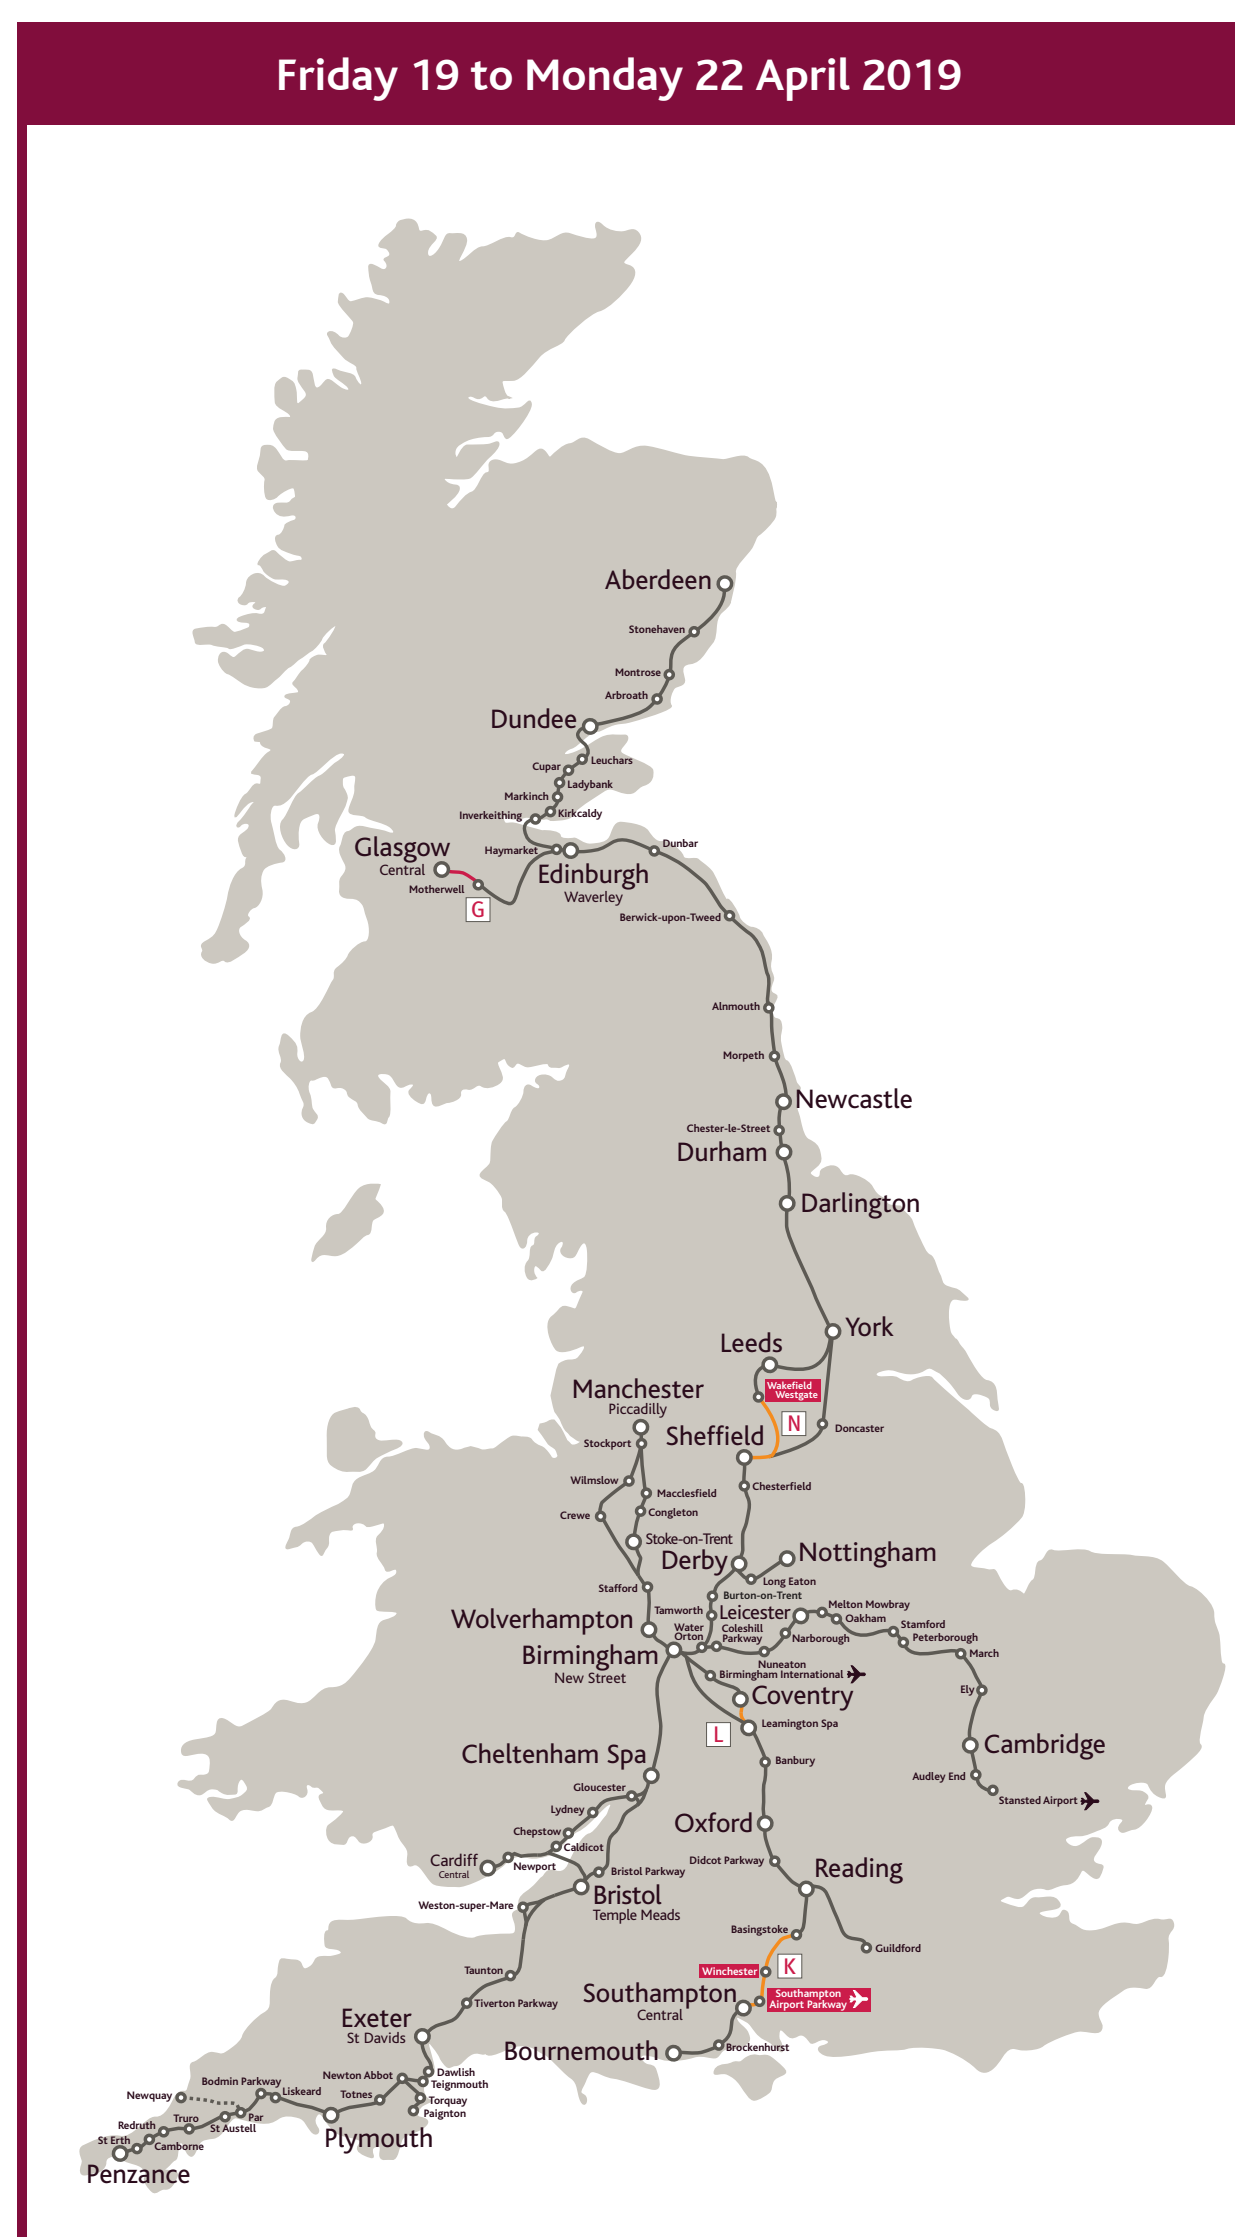 Friday 19 to Monday 22 April 2019
Aberdeen
Stonehaven
Montrose
Arbroath
Dundee
Leuchars
Cupar
Ladybank
Markinch
Kirkcaldy
Inverkeithing
Haymarket
Dunbar
Glasgow
Central
Edinburgh
Waverley
Motherwell
G
Berwick-upon-Tweed
Alnmouth
Morpeth
Newcastle
Chester-le-Street
Durham
Darlington
York
Leeds
Wakefield
Westgate
Manchester
Piccadilly
N
Doncaster
Sheffield
Stockport
Wilmslow
Chesterfield
Macclesfield
Congleton
Crewe
Stoke-on-Trent
Derby
Nottingham
Long Eaton
Stafford
Burton-on-Trent
Tamworth
Leicester
Melton Mowbray
Oakham
Wolverhampton
Water
Orton
Coleshill
Parkway
Narborough
Stamford
Peterborough
March
Birmingham
New Street
Nuneaton
Birmingham International
Ely
Coventry
L
Leamington Spa
Cambridge
Cheltenham Spa
Banbury
Audley End
Stansted Airport
Gloucester
Lydney
Oxford
Chepstow
Caldicot
Cardiff
Central
Newport
Bristol Parkway
Didcot Parkway
Reading
Bristol
Temple Meads
Weston-super-Mare
Basingstoke
Guildford
Taunton
Winchester
K
Southampton
Central
Southampton
Airport Parkway
Tiverton Parkway
Exeter
St Davids
Bournemouth
Brockenhurst
Dawlish
Teignmouth
Newton Abbot
Bodmin Parkway
Liskeard
Totnes
Newquay
Torquay
Paignton
Par
St Austell
Truro
Redruth
Camborne
St Erth
Plymouth
Penzance